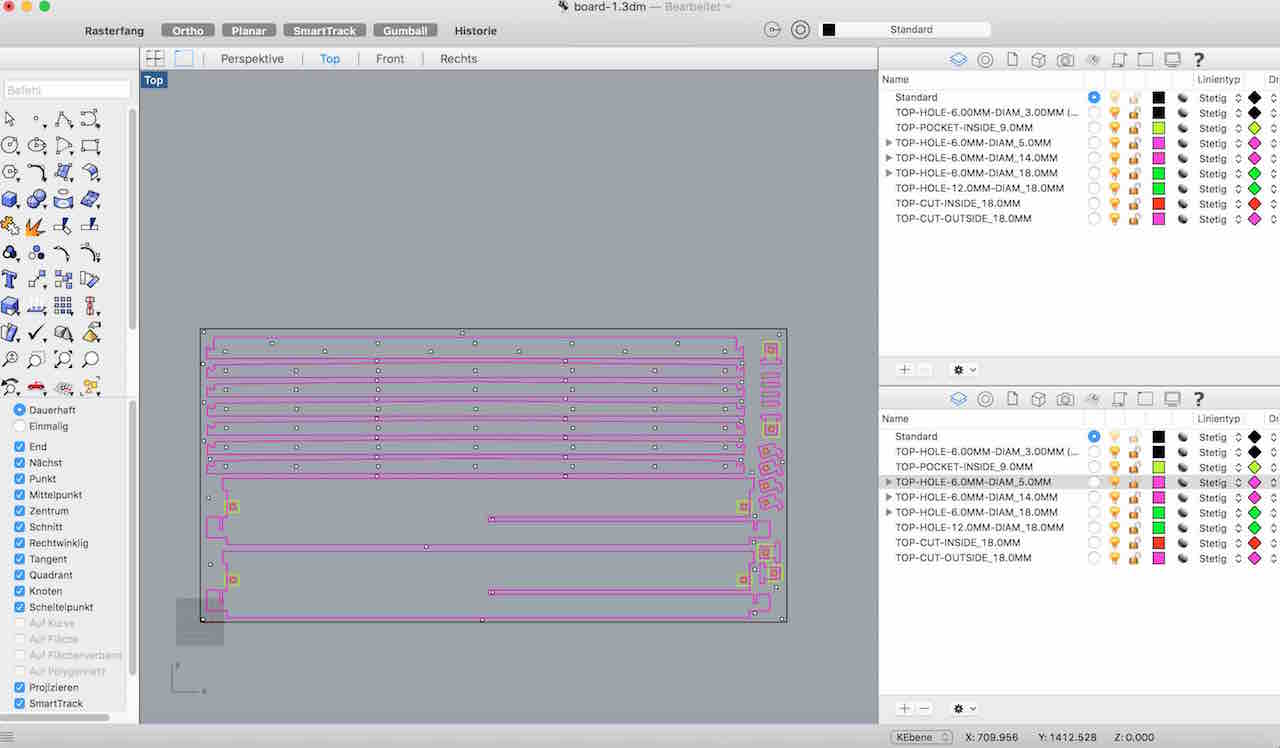 board-1.3dm — Bearbeitet
Rasterfang Ortho Planar SmartTrack Gumball Historie Standard
Perspektive Top Front Rechts
Top
Befehl
Name Linientyp
Standard Stetig
TOP-HOLE-6.00MM-DIAM_3.00MM (... Stetig
TOP-POCKET-INSIDE_9.0MM Stetig
TOP-HOLE-6.0MM-DIAM_5.0MM Stetig
TOP-HOLE-6.0MM-DIAM_14.0MM Stetig
TOP-HOLE-6.0MM-DIAM_18.0MM Stetig
TOP-HOLE-12.0MM-DIAM_18.0MM Stetig
TOP-CUT-INSIDE_18.0MM Stetig
TOP-CUT-OUTSIDE_18.0MM Stetig
Name Linientyp
Standard Stetig
TOP-HOLE-6.00MM-DIAM_3.00MM (... Stetig
TOP-POCKET-INSIDE_9.0MM Stetig
TOP-HOLE-6.0MM-DIAM_5.0MM Stetig
TOP-HOLE-6.0MM-DIAM_14.0MM Stetig
TOP-HOLE-6.0MM-DIAM_18.0MM Stetig
TOP-HOLE-12.0MM-DIAM_18.0MM Stetig
TOP-CUT-INSIDE_18.0MM Stetig
TOP-CUT-OUTSIDE_18.0MM Stetig
Dauerhaft
Einmalig
End
Nächst
Punkt
Mittelpunkt
Zentrum
Schnitt
Rechtwinklig
Tangent
Quadrant
Knoten
Scheitelpunkt
Auf Kurve
Auf Fläche
Auf Flächenverband
Auf Polygonnetz
Projizieren
SmartTrack
KEbene X: 709.956 Y: 1412.528 Z: 0.000